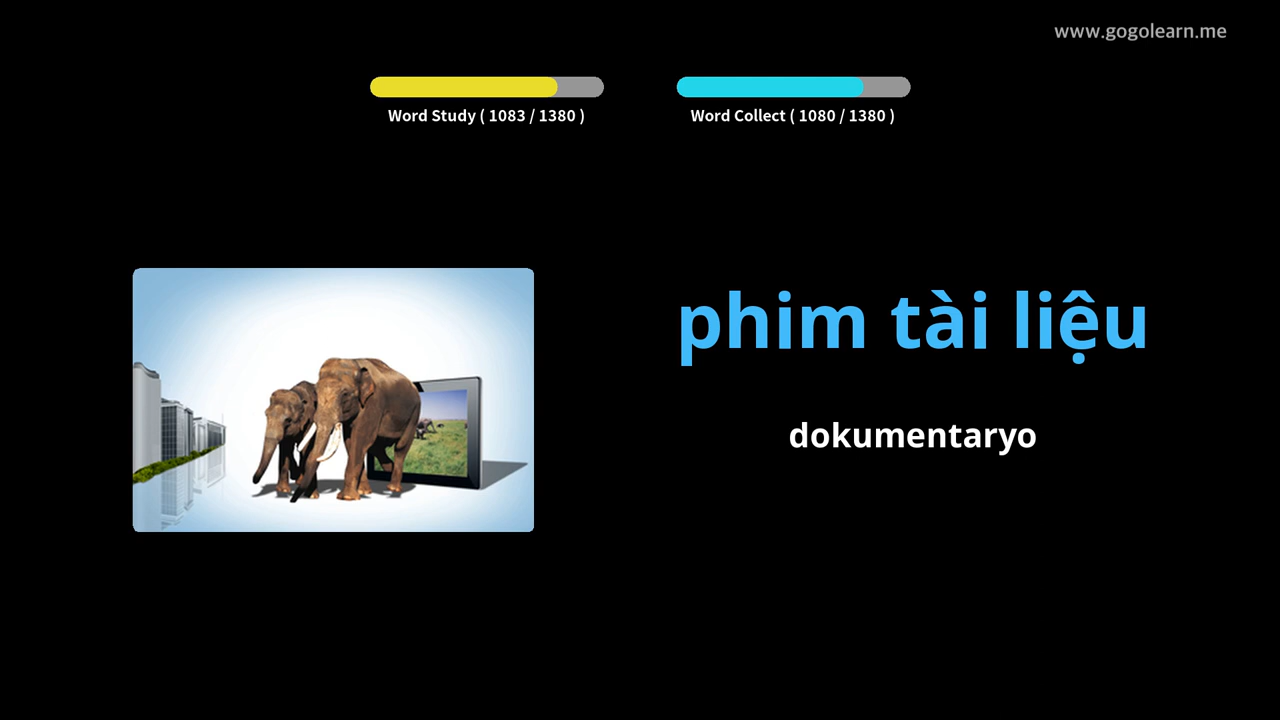 www.gogolearn.me
Word Study ( 1083 / 1380 )
Word Collect ( 1080 / 1380 )
phim tài liệu
dokumentaryo